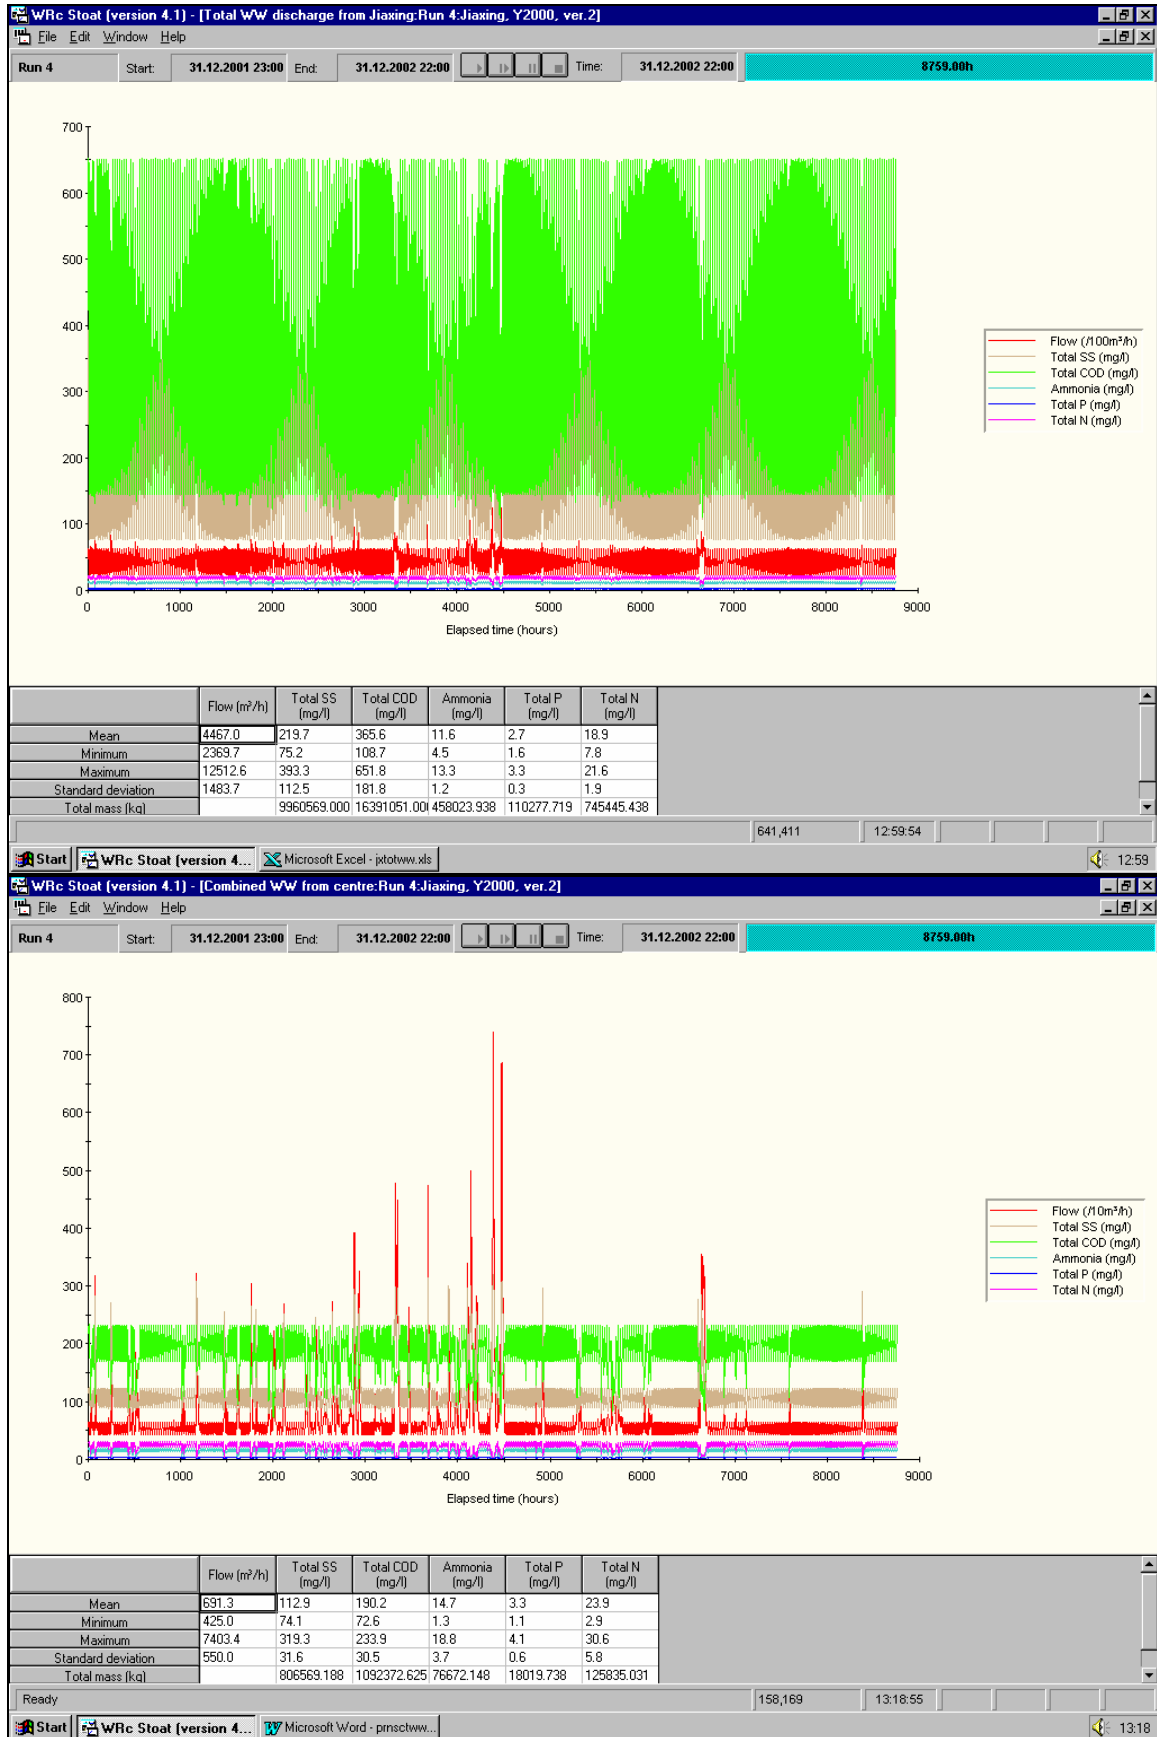 WRc Stoat (version 4.1) - [Total WW discharge from Jiaxing:Run 4:Jiaxing, Y2000, ver.2]
File Edit Window Help
Run 4 Start: 31.12.2001 23:00 End: 31.12.2002 22:00 Time: 31.12.2002 22:00 8759.00h
700
600
500
400
300
200
100
0
0 1000 2000 3000 4000 5000 6000 7000 8000 9000
Elapsed time (hours)
Flow (/100m³/h)
Total SS (mg/l)
Total COD (mg/l)
Ammonia (mg/l)
Total P (mg/l)
Total N (mg/l)
Flow (m³/h) Total SS (mg/l) Total COD (mg/l) Ammonia (mg/l) Total P (mg/l) Total N (mg/l)
Mean 4467.0 219.7 365.6 11.6 2.7 18.9
Minimum 2369.7 75.2 108.7 4.5 1.6 7.8
Maximum 12512.6 393.3 651.8 13.3 3.3 21.6
Standard deviation 1483.7 112.5 181.8 1.2 0.3 1.9
Total mass (kg) 9960569.000 16391051.00 458023.938 110277.719 745445.438
641,411 12:59:54
Start WRc Stoat (version 4... Microsoft Excel - jxtotww.xls 12:59
WRc Stoat (version 4.1) - [Combined WW from centre:Run 4:Jiaxing, Y2000, ver.2]
File Edit Window Help
Run 4 Start: 31.12.2001 23:00 End: 31.12.2002 22:00 Time: 31.12.2002 22:00 8759.00h
800
700
600
500
400
300
200
100
0
0 1000 2000 3000 4000 5000 6000 7000 8000 9000
Elapsed time (hours)
Flow (/10m³/h)
Total SS (mg/l)
Total COD (mg/l)
Ammonia (mg/l)
Total P (mg/l)
Total N (mg/l)
Flow (m³/h) Total SS (mg/l) Total COD (mg/l) Ammonia (mg/l) Total P (mg/l) Total N (mg/l)
Mean 691.3 112.9 190.2 14.7 3.3 23.9
Minimum 425.0 74.1 72.6 1.3 1.1 2.9
Maximum 7403.4 319.3 233.9 18.8 4.1 30.6
Standard deviation 550.0 31.6 30.5 3.7 0.6 5.8
Total mass (kg) 806569.188 1092372.625 76672.148 18019.738 125835.031
Ready 158,169 13:18:55
Start WRc Stoat (version 4... Microsoft Word - prnsctww... 13:18